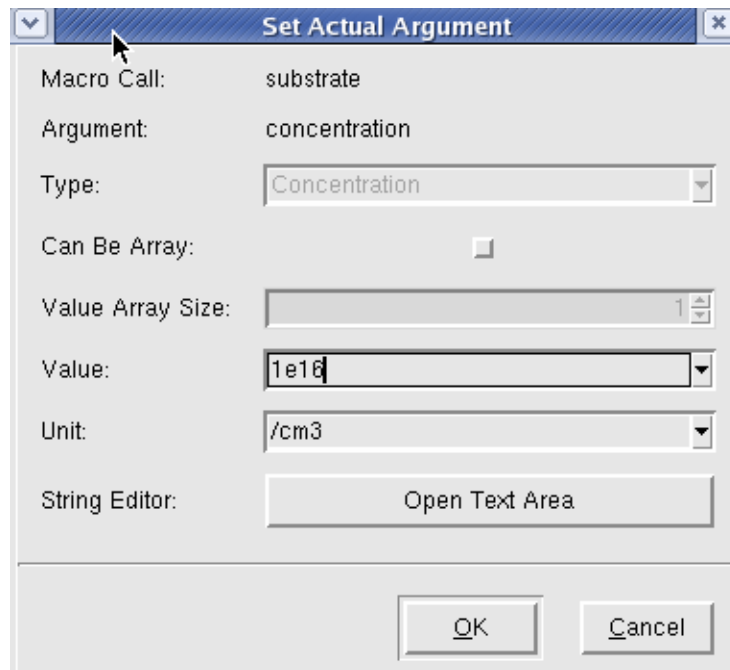 Set Actual Argument
Macro Call: substrate
Argument: concentration
Type: Concentration
Can Be Array:
Value Array Size: 1
Value: 1e16
Unit: /cm3
String Editor: Open Text Area
OK Cancel